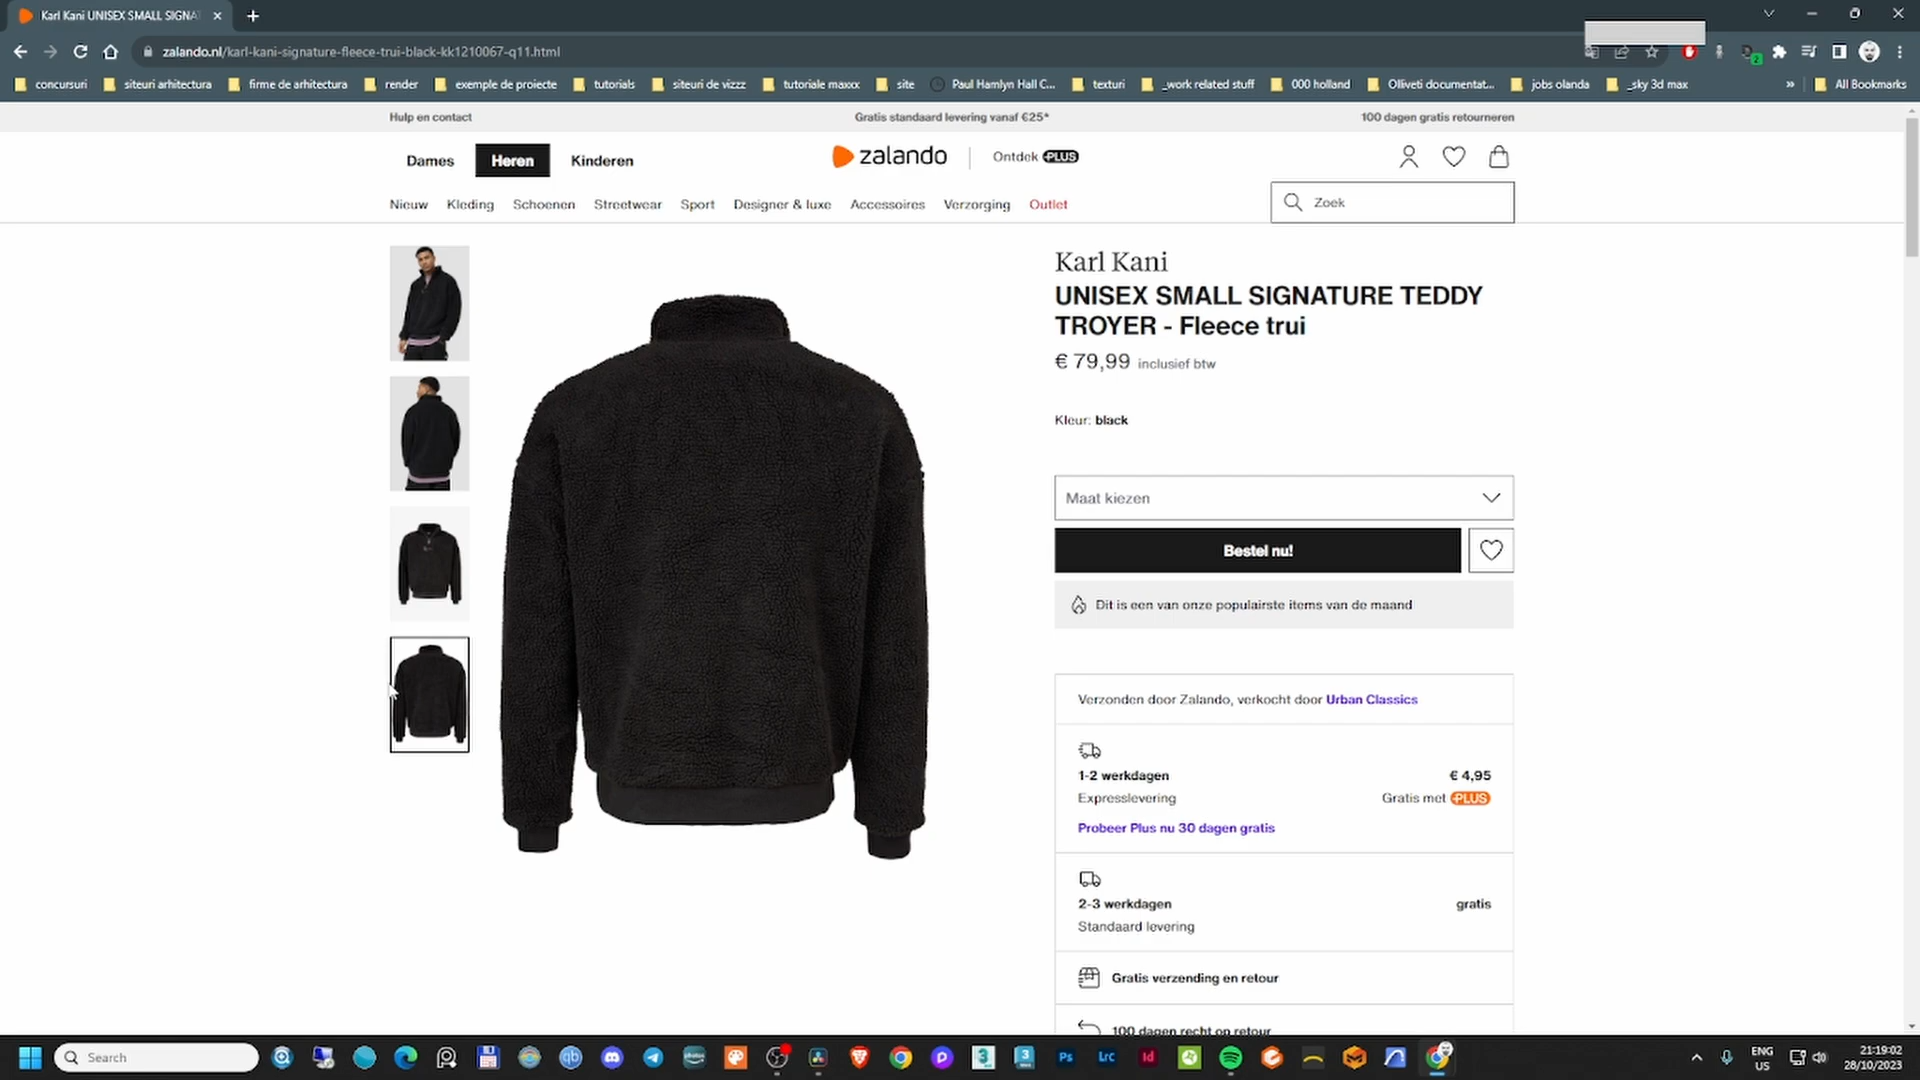 Karl Kani UNISEX SMALL SIGNA
zalando.nl/karl-kani-signature-fleece-trui-black-kk1210067-q11.html
concursuri
siteuri arhitectura
firme de arhitectura
render
exemple de proiecte
tutorials
siteuri de vizzz
tutoriale maxxx
site
Paul Hamlyn Hall C...
texturi
_work related stuff
000 holland
Olliveti documentat...
jobs olanda
_sky 3d max
»
All Bookmarks
Hulp en contact
Gratis standaard levering vanaf €25*
100 dagen gratis retourneren
Dames
Heren
Kinderen
zalando
Ontdek PLUS
Nieuw
Kleding
Schoenen
Streetwear
Sport
Designer & luxe
Accessoires
Verzorging
Outlet
Zoek
Karl Kani
UNISEX SMALL SIGNATURE TEDDY
TROYER - Fleece trui
€ 79,99 inclusief btw
Kleur: black
Maat kiezen
Bestel nu!
Dit is een van onze populairste items van de maand
Verzonden door Zalando, verkocht door Urban Classics
1-2 werkdagen
€ 4,95
Expresslevering
Gratis met PLUS
Probeer Plus nu 30 dagen gratis
2-3 werkdagen
gratis
Standaard levering
Gratis verzending en retour
100 dagen recht op retour
Search
3
3
Ps
Lrc
Id
ENG
US
21:19:02
28/10/2023